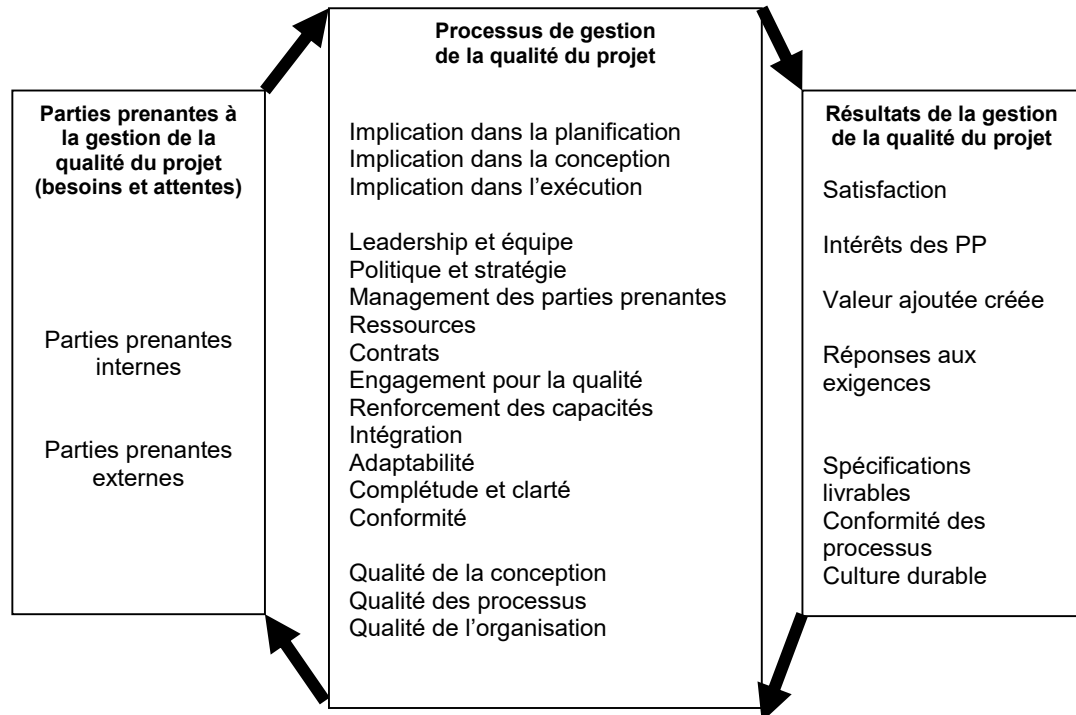 Processus de gestion
de la qualité du projet
Parties prenantes à
la gestion de la
qualité du projet
(besoins et attentes)
Parties prenantes
internes
Parties prenantes
externes
Implication dans la planification
Implication dans la conception
Implication dans l’exécution
Leadership et équipe
Politique et stratégie
Management des parties prenantes
Ressources
Contrats
Engagement pour la qualité
Renforcement des capacités
Intégration
Adaptabilité
Complétude et clarté
Conformité
Qualité de la conception
Qualité des processus
Qualité de l’organisation
Résultats de la gestion
de la qualité du projet
Satisfaction
Intérêts des PP
Valeur ajoutée créée
Réponses aux
exigences
Spécifications
livrables
Conformité des
processus
Culture durable